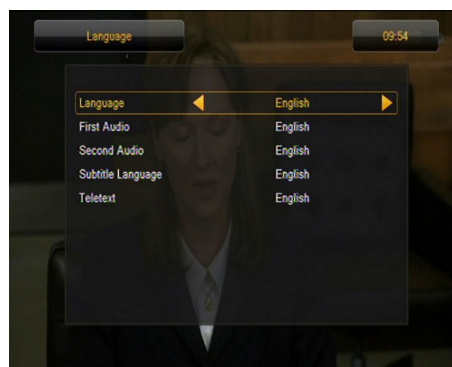 Language
09:54
Language English
First Audio English
Second Audio English
Subtitle Language English
Teletext English